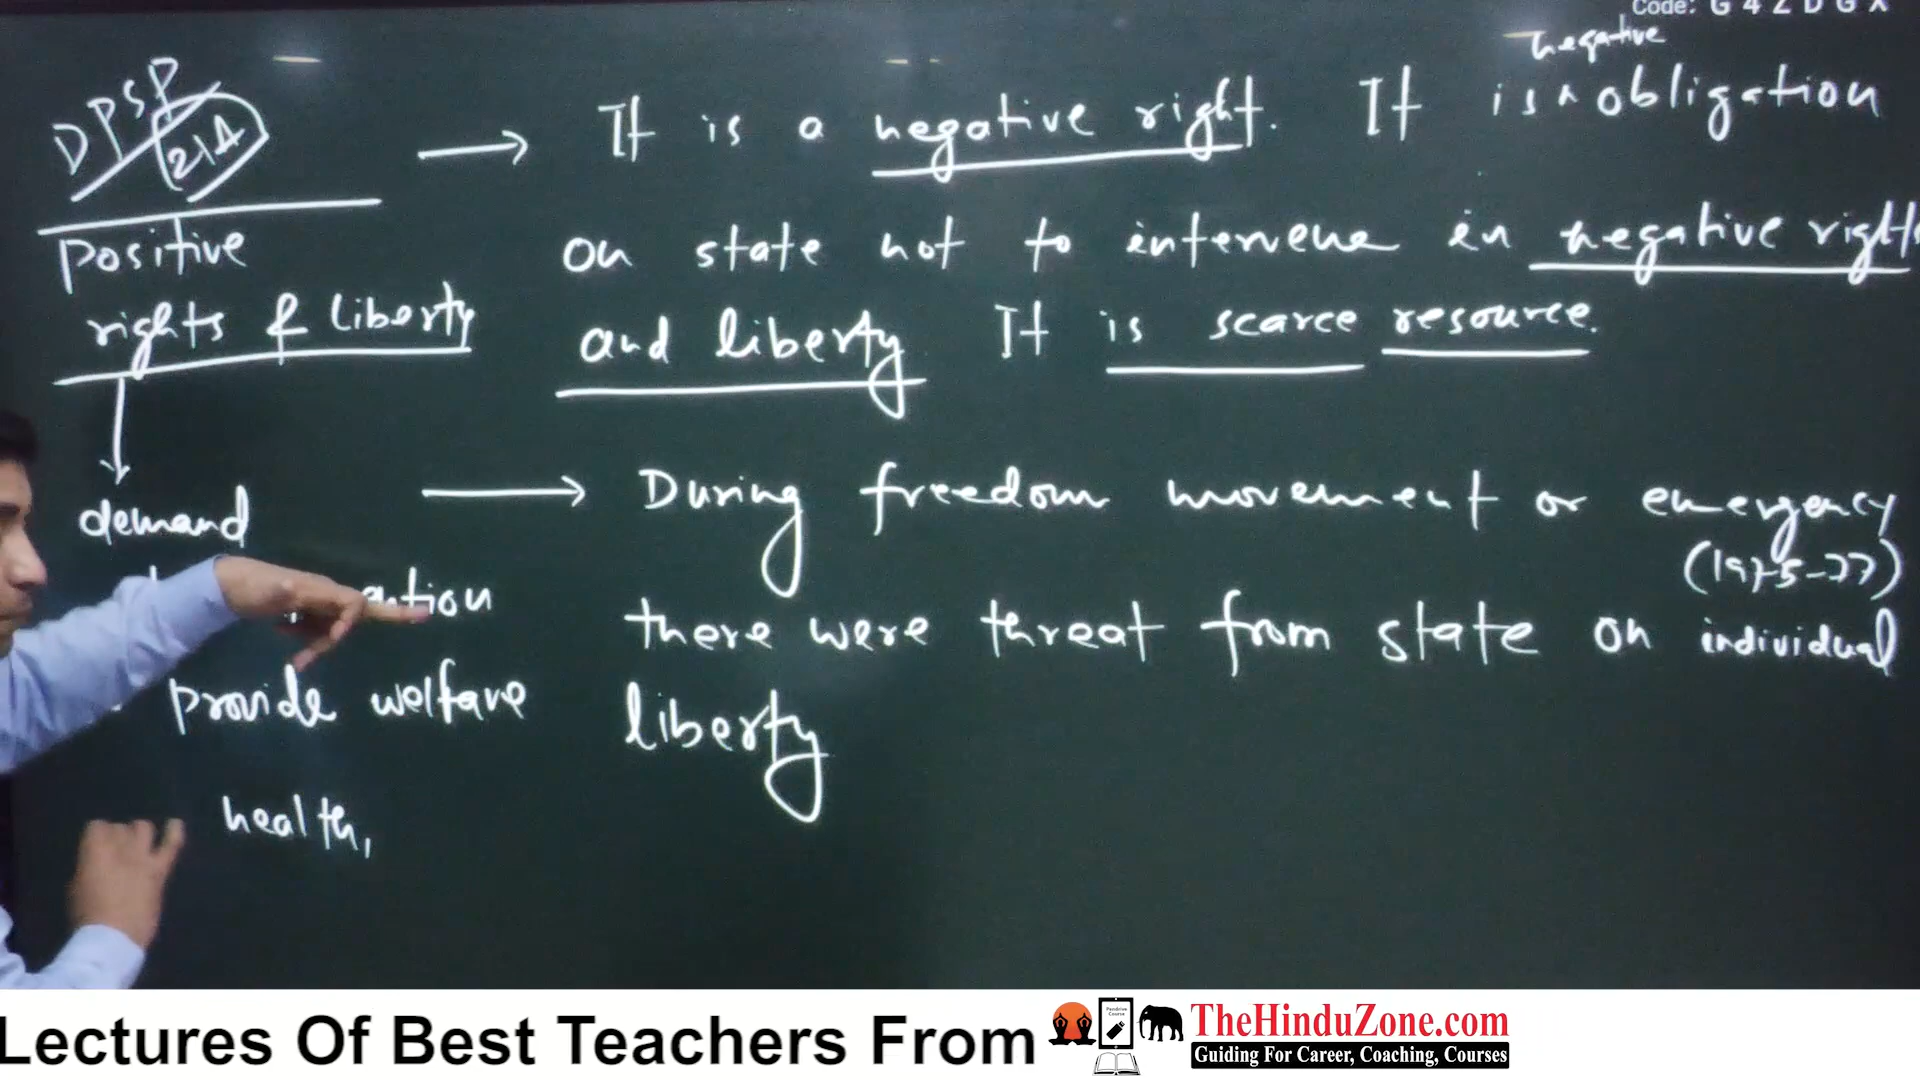 Code: G 4 Z D G X
DPSP
21A
positive
rights & liberty
demand
provide welfare
health,
→ It is a negative right. It is ^ negative obligation
on state not to intervene in negative rights
and liberty. It is scarce resource.
→ During freedom movement or emergency
(1975-77)
there were threat from state on individual
liberty
Lectures Of Best Teachers From
Pendrive Course
TheHinduZone.com
Guiding For Career, Coaching, Courses